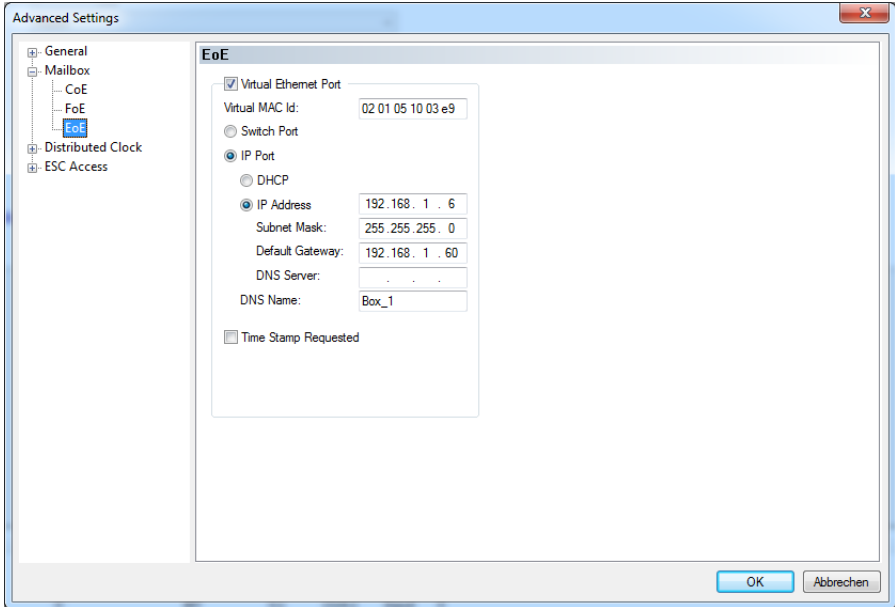 Advanced Settings
General
Mailbox
CoE
FoE
EoE
Distributed Clock
ESC Access
EoE
Virtual Ethernet Port
Virtual MAC Id: 02 01 05 10 03 e9
Switch Port
IP Port
DHCP
IP Address 192.168. 1 . 6
Subnet Mask: 255.255.255. 0
Default Gateway: 192.168. 1 . 60
DNS Server: . . .
DNS Name: Box_1
Time Stamp Requested
OK Abbrechen